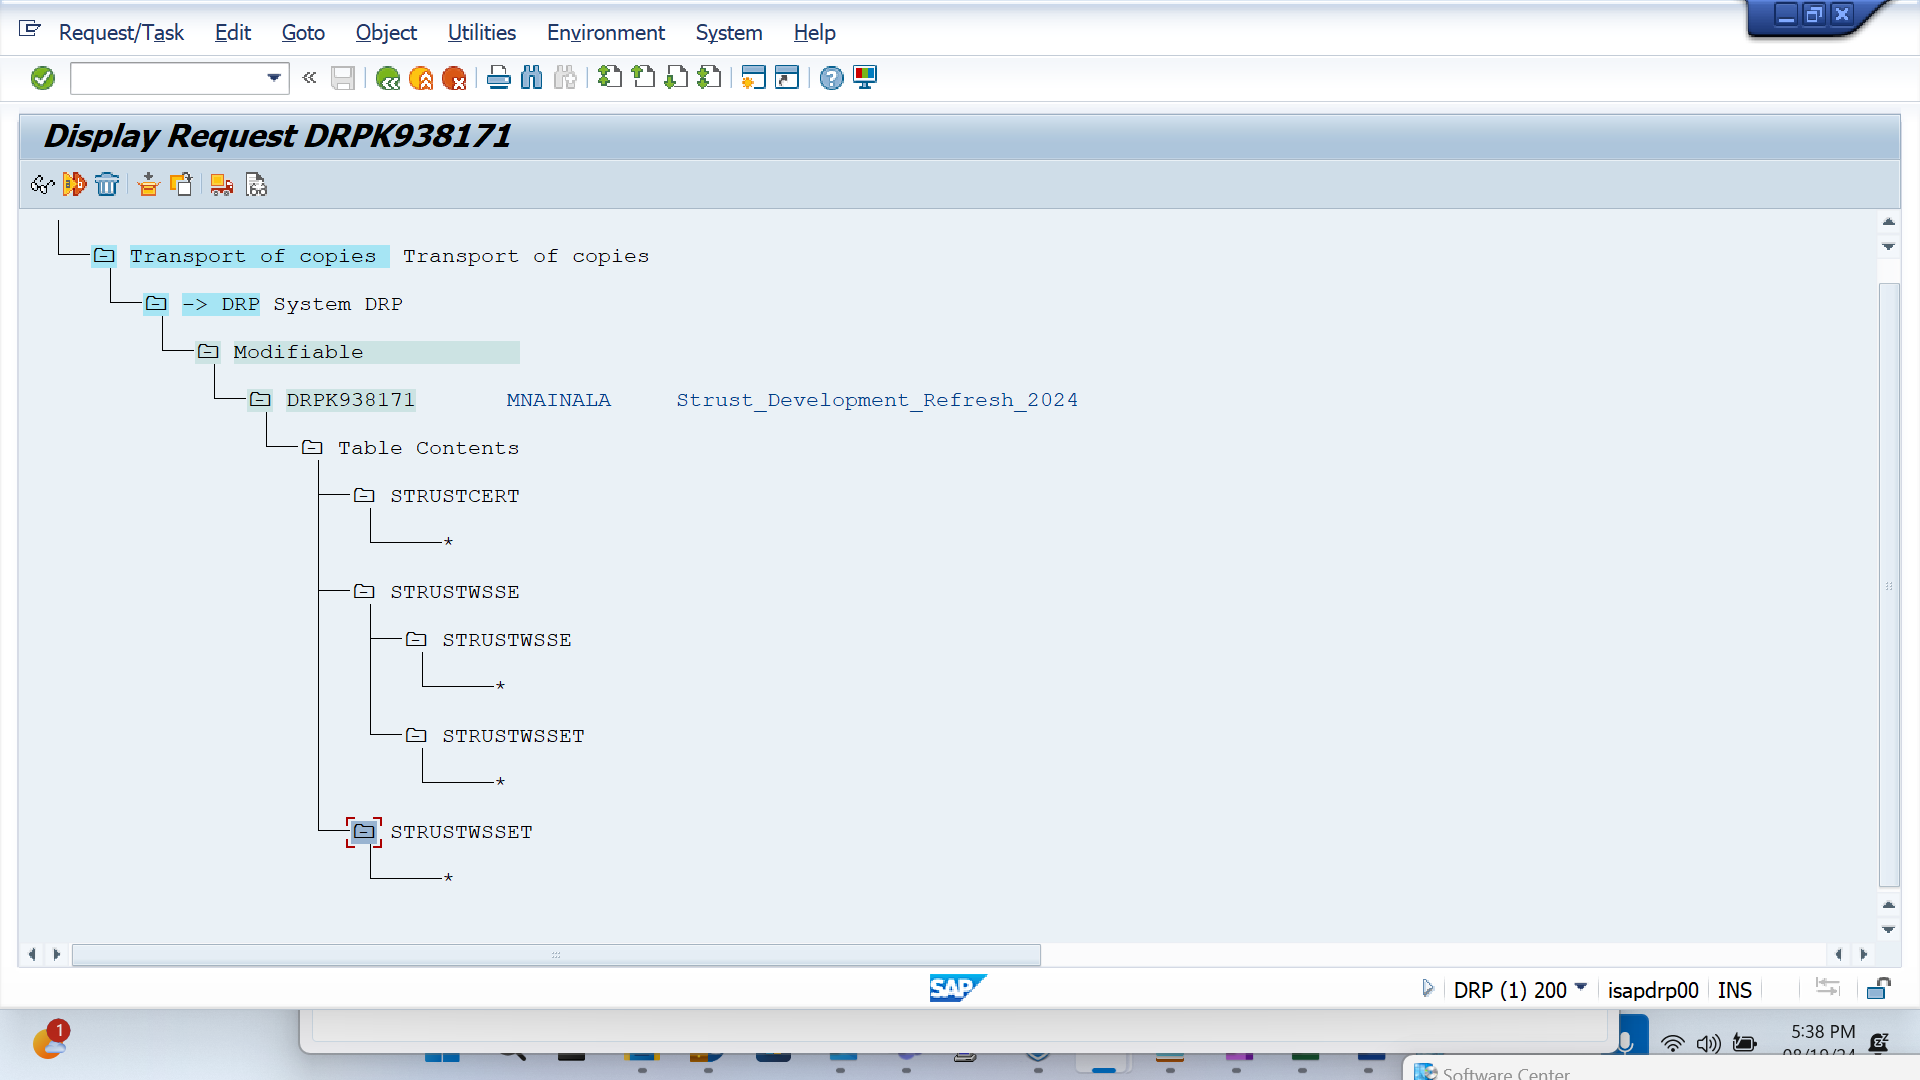 Request/Task Edit Goto Object Utilities Environment System Help
Display Request DRPK938171
Transport of copies Transport of copies
-> DRP System DRP
Modifiable
DRPK938171 MNAINALA Strust_Development_Refresh_2024
Table Contents
STRUSTCERT
*
STRUSTWSSE
STRUSTWSSE
*
STRUSTWSSET
*
STRUSTWSSET
*
SAP
DRP (1) 200 isapdrp00 INS
1
5:38 PM
Software Center